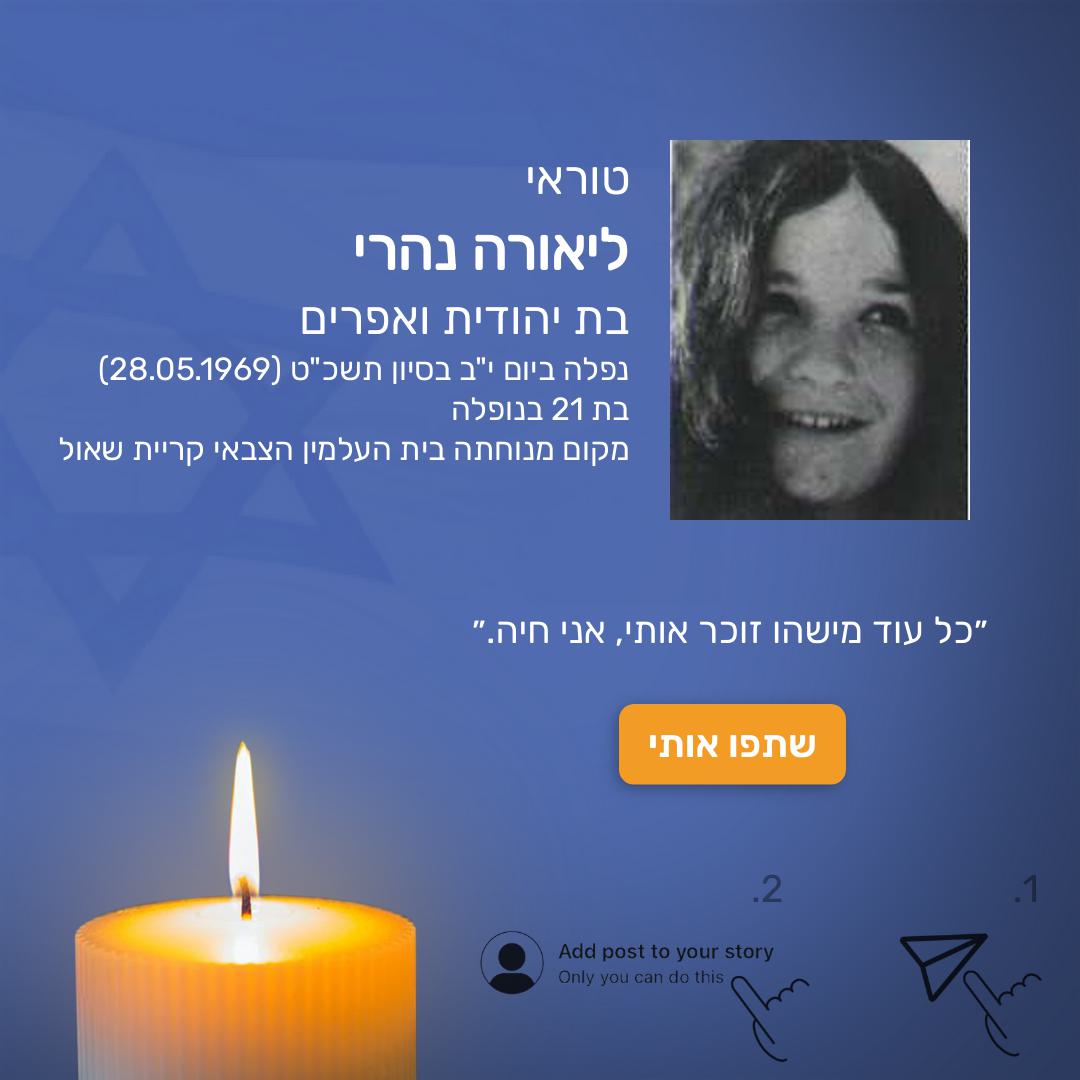 טוראי
ליאורה נהרי
בת יהודית ואפרים
נפלה ביום י"ב בסיון תשכ"ט (28.05.1969)
בת 21 בנופלה
מקום מנוחתה בית העלמין הצבאי קריית שאול
״כל עוד מישהו זוכר אותי, אני חיה.״
שתפו אותי
1.
2.
Add post to your story
Only you can do this